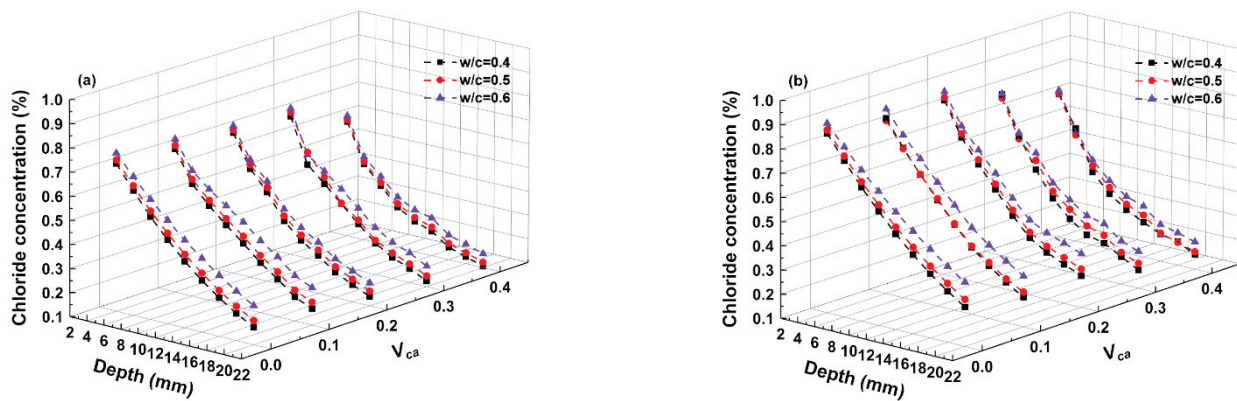 (a)
w/c=0.4
w/c=0.5
w/c=0.6
Chloride concentration (%)
1.0
0.9
0.8
0.7
0.6
0.5
0.4
0.3
0.2
0.1
2 4 6 8 10 12 14 16 18 20 22
Depth (mm)
0.0
0.1
0.2
0.3
0.4
Vca
(b)
w/c=0.4
w/c=0.5
w/c=0.6
Chloride concentration (%)
1.0
0.9
0.8
0.7
0.6
0.5
0.4
0.3
0.2
0.1
2 4 6 8 10 12 14 16 18 20 22
Depth (mm)
0.0
0.1
0.2
0.3
0.4
Vca